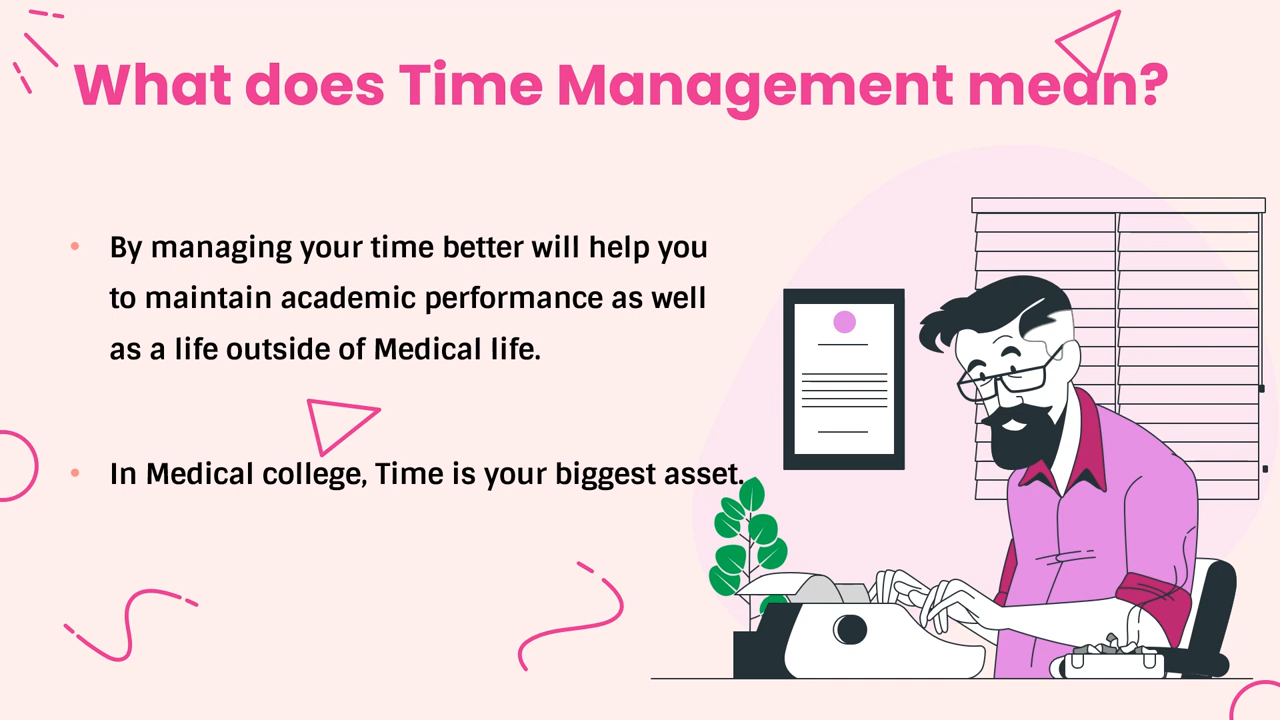 What does Time Management mean?
• By managing your time better will help you
to maintain academic performance as well
as a life outside of Medical life.
• In Medical college, Time is your biggest asset.